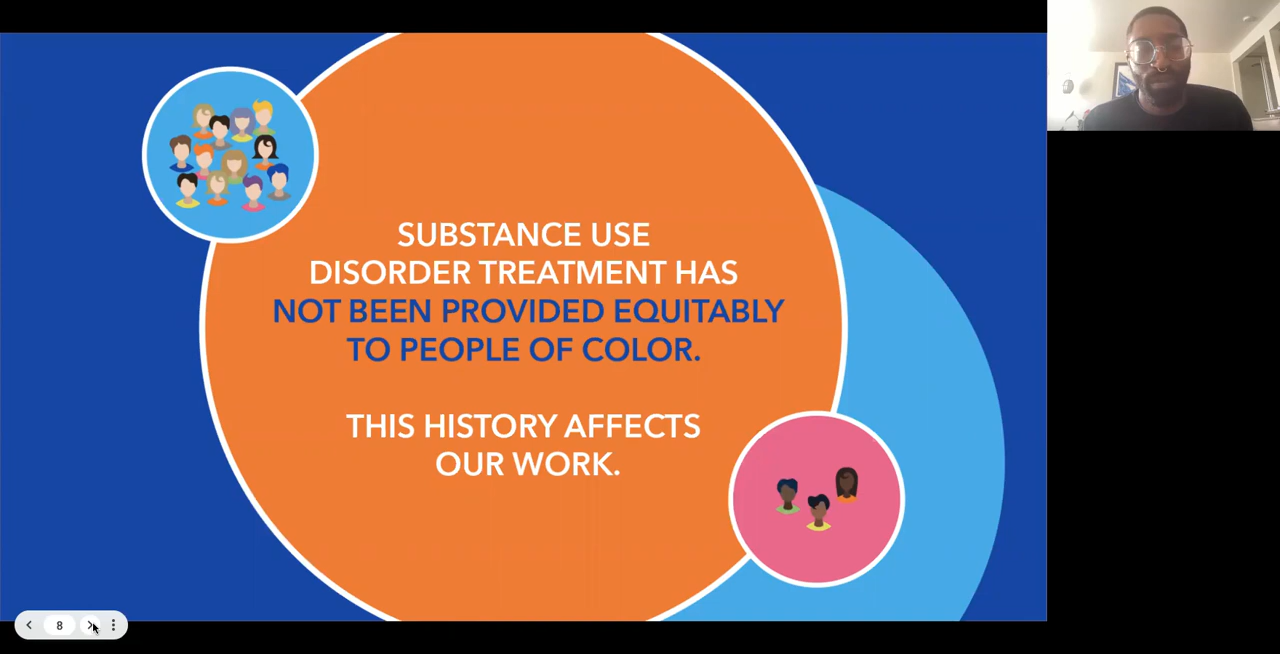 SUBSTANCE USE
DISORDER TREATMENT HAS
NOT BEEN PROVIDED EQUITABLY
TO PEOPLE OF COLOR.
THIS HISTORY AFFECTS
OUR WORK.
8